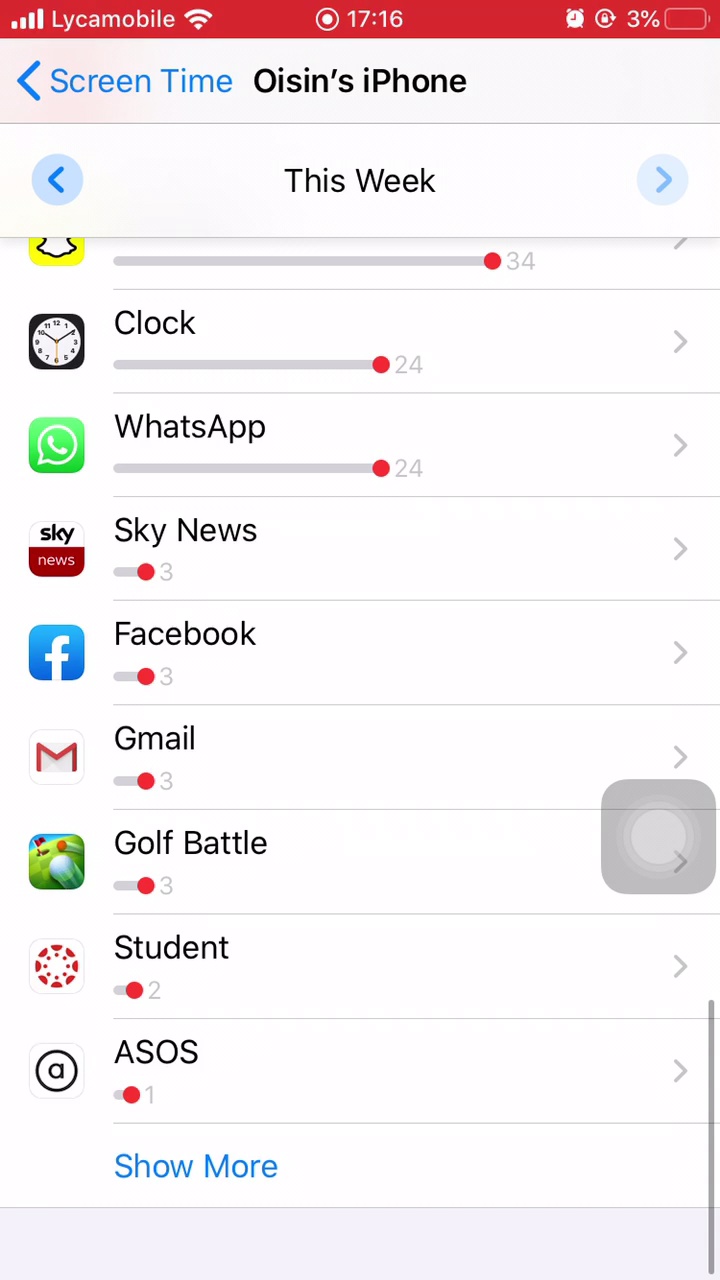 Lycamobile 17:16 3%
Screen Time Oisin’s iPhone
This Week
34
Clock
24
WhatsApp
24
sky
news
Sky News
3
Facebook
3
Gmail
3
Golf Battle
3
Student
2
a
ASOS
1
Show More